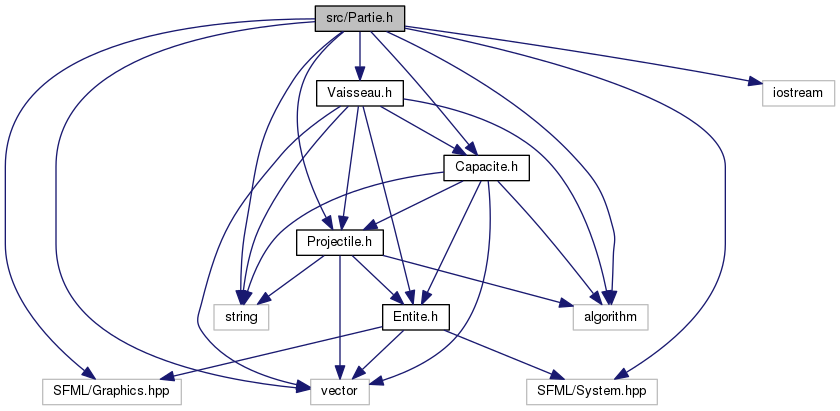 src/Partie.h
Vaisseau.h
iostream
Capacite.h
Projectile.h
string
Entite.h
algorithm
SFML/Graphics.hpp
vector
SFML/System.hpp